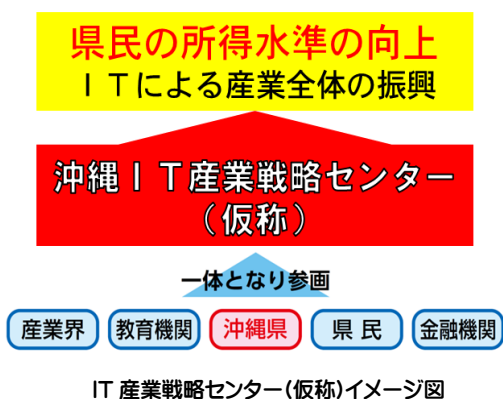 県民の所得水準の向上
ITによる産業全体の振興
沖縄IT産業戦略センター
(仮称)
一体となり参画
産業界 教育機関 沖縄県 県民 金融機関
IT産業戦略センター(仮称)イメージ図